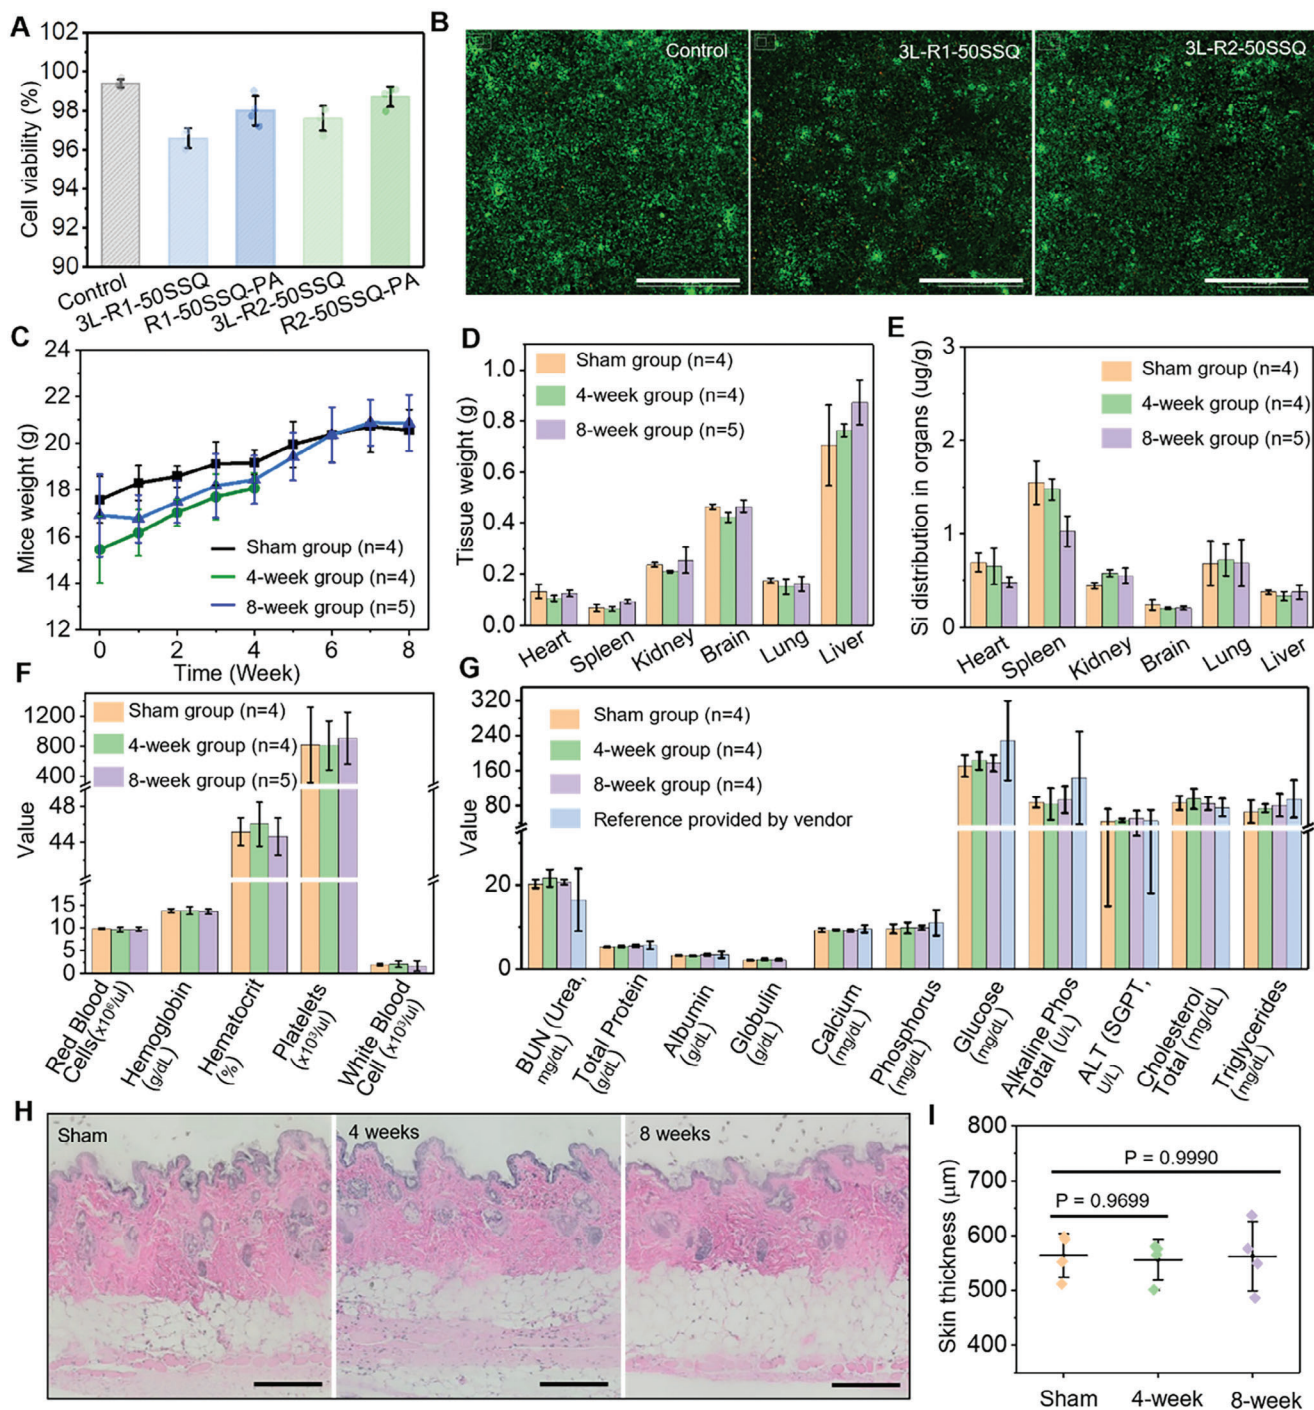 A
Cell viability (%)
102
100
98
96
94
92
90
Control
3L-R1-50SSQ
R1-50SSQ-PA
3L-R2-50SSQ
R2-50SSQ-PA
B
Control
3L-R1-50SSQ
3L-R2-50SSQ
C
Mice weight (g)
24
22
20
18
16
14
12
Sham group (n=4)
4-week group (n=4)
8-week group (n=5)
0 2 4 6 8
Time (Week)
D
Tissue weight (g)
1.0
0.8
0.6
0.4
0.2
0.0
Sham group (n=4)
4-week group (n=4)
8-week group (n=5)
Heart Spleen Kidney Brain Lung Liver
E
Si distribution in organs (ug/g)
3
2
1
0
Sham group (n=4)
4-week group (n=4)
8-week group (n=5)
Heart Spleen Kidney Brain Lung Liver
F
Value
1200
800
400
48
44
15
10
5
0
Sham group (n=4)
4-week group (n=4)
8-week group (n=5)
Red Blood
Cells(x10⁶/ul)
Hemoglobin
(g/dL)
Hematocrit
(%)
Platelets
(x10³/ul)
White Blood
Cell (x10³/ul)
G
Value
320
240
160
80
20
0
Sham group (n=4)
4-week group (n=4)
8-week group (n=4)
Reference provided by vendor
BUN (Urea,
mg/dL)
Total Protein
(g/dL)
Albumin
(g/dL)
Globulin
(g/dL)
Calcium
(mg/dL)
Phosphorus
(mg/dL)
Glucose
(mg/dL)
Alkaline Phos
Total (U/L)
ALT (SGPT,
U/L)
Cholesterol
Total (mg/dL)
Triglycerides
(mg/dL)
H
Sham
4 weeks
8 weeks
I
Skin thickness (μm)
800
700
600
500
400
P = 0.9990
P = 0.9699
Sham 4-week 8-week